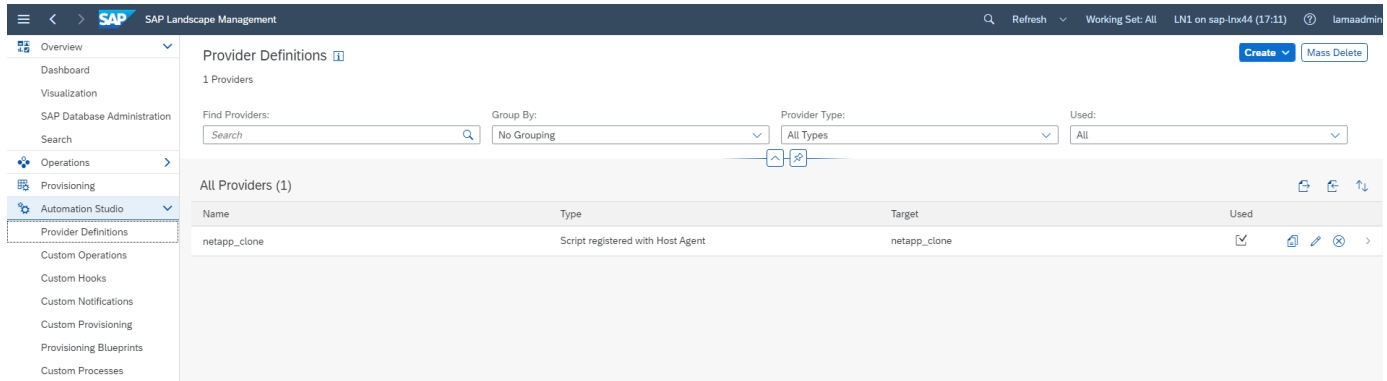 SAP SAP Landscape Management Refresh Working Set: All LN1 on sap-lnx44 (17:11) lamaadmin
Overview
Dashboard
Visualization
SAP Database Administration
Search
Operations
Provisioning
Automation Studio
Provider Definitions
Custom Operations
Custom Hooks
Custom Notifications
Custom Provisioning
Provisioning Blueprints
Custom Processes
Provider Definitions
Create Mass Delete
1 Providers
Find Providers: Group By: Provider Type: Used:
Search No Grouping All Types All
All Providers (1)
Name Type Target Used
netapp_clone Script registered with Host Agent netapp_clone